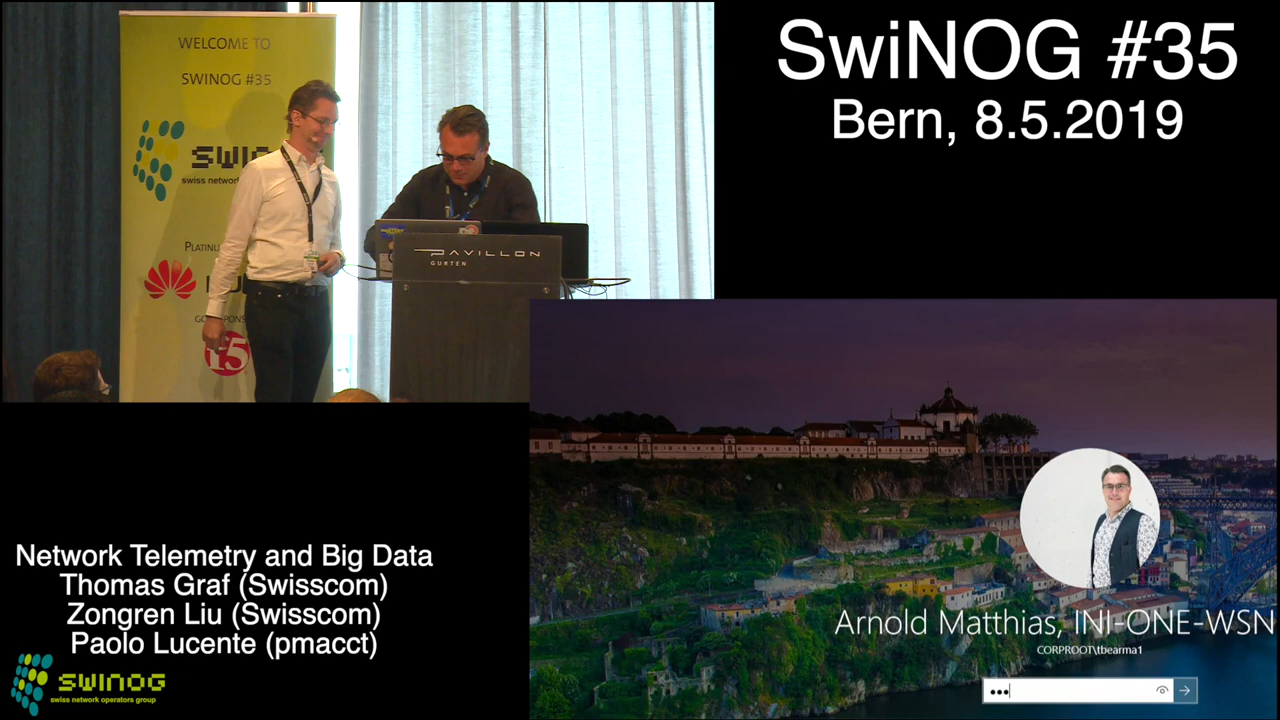 WELCOME TO
SWINOG #35
swiss network
PAVILLON
GURTEN
SwiNOG #35
Bern, 8.5.2019
Network Telemetry and Big Data
Thomas Graf (Swisscom)
Zongren Liu (Swisscom)
Paolo Lucente (pmacct)
swinog
swiss network operators group
Arnold Matthias, INI-ONE-WSN
CORPROOT\tbearma1